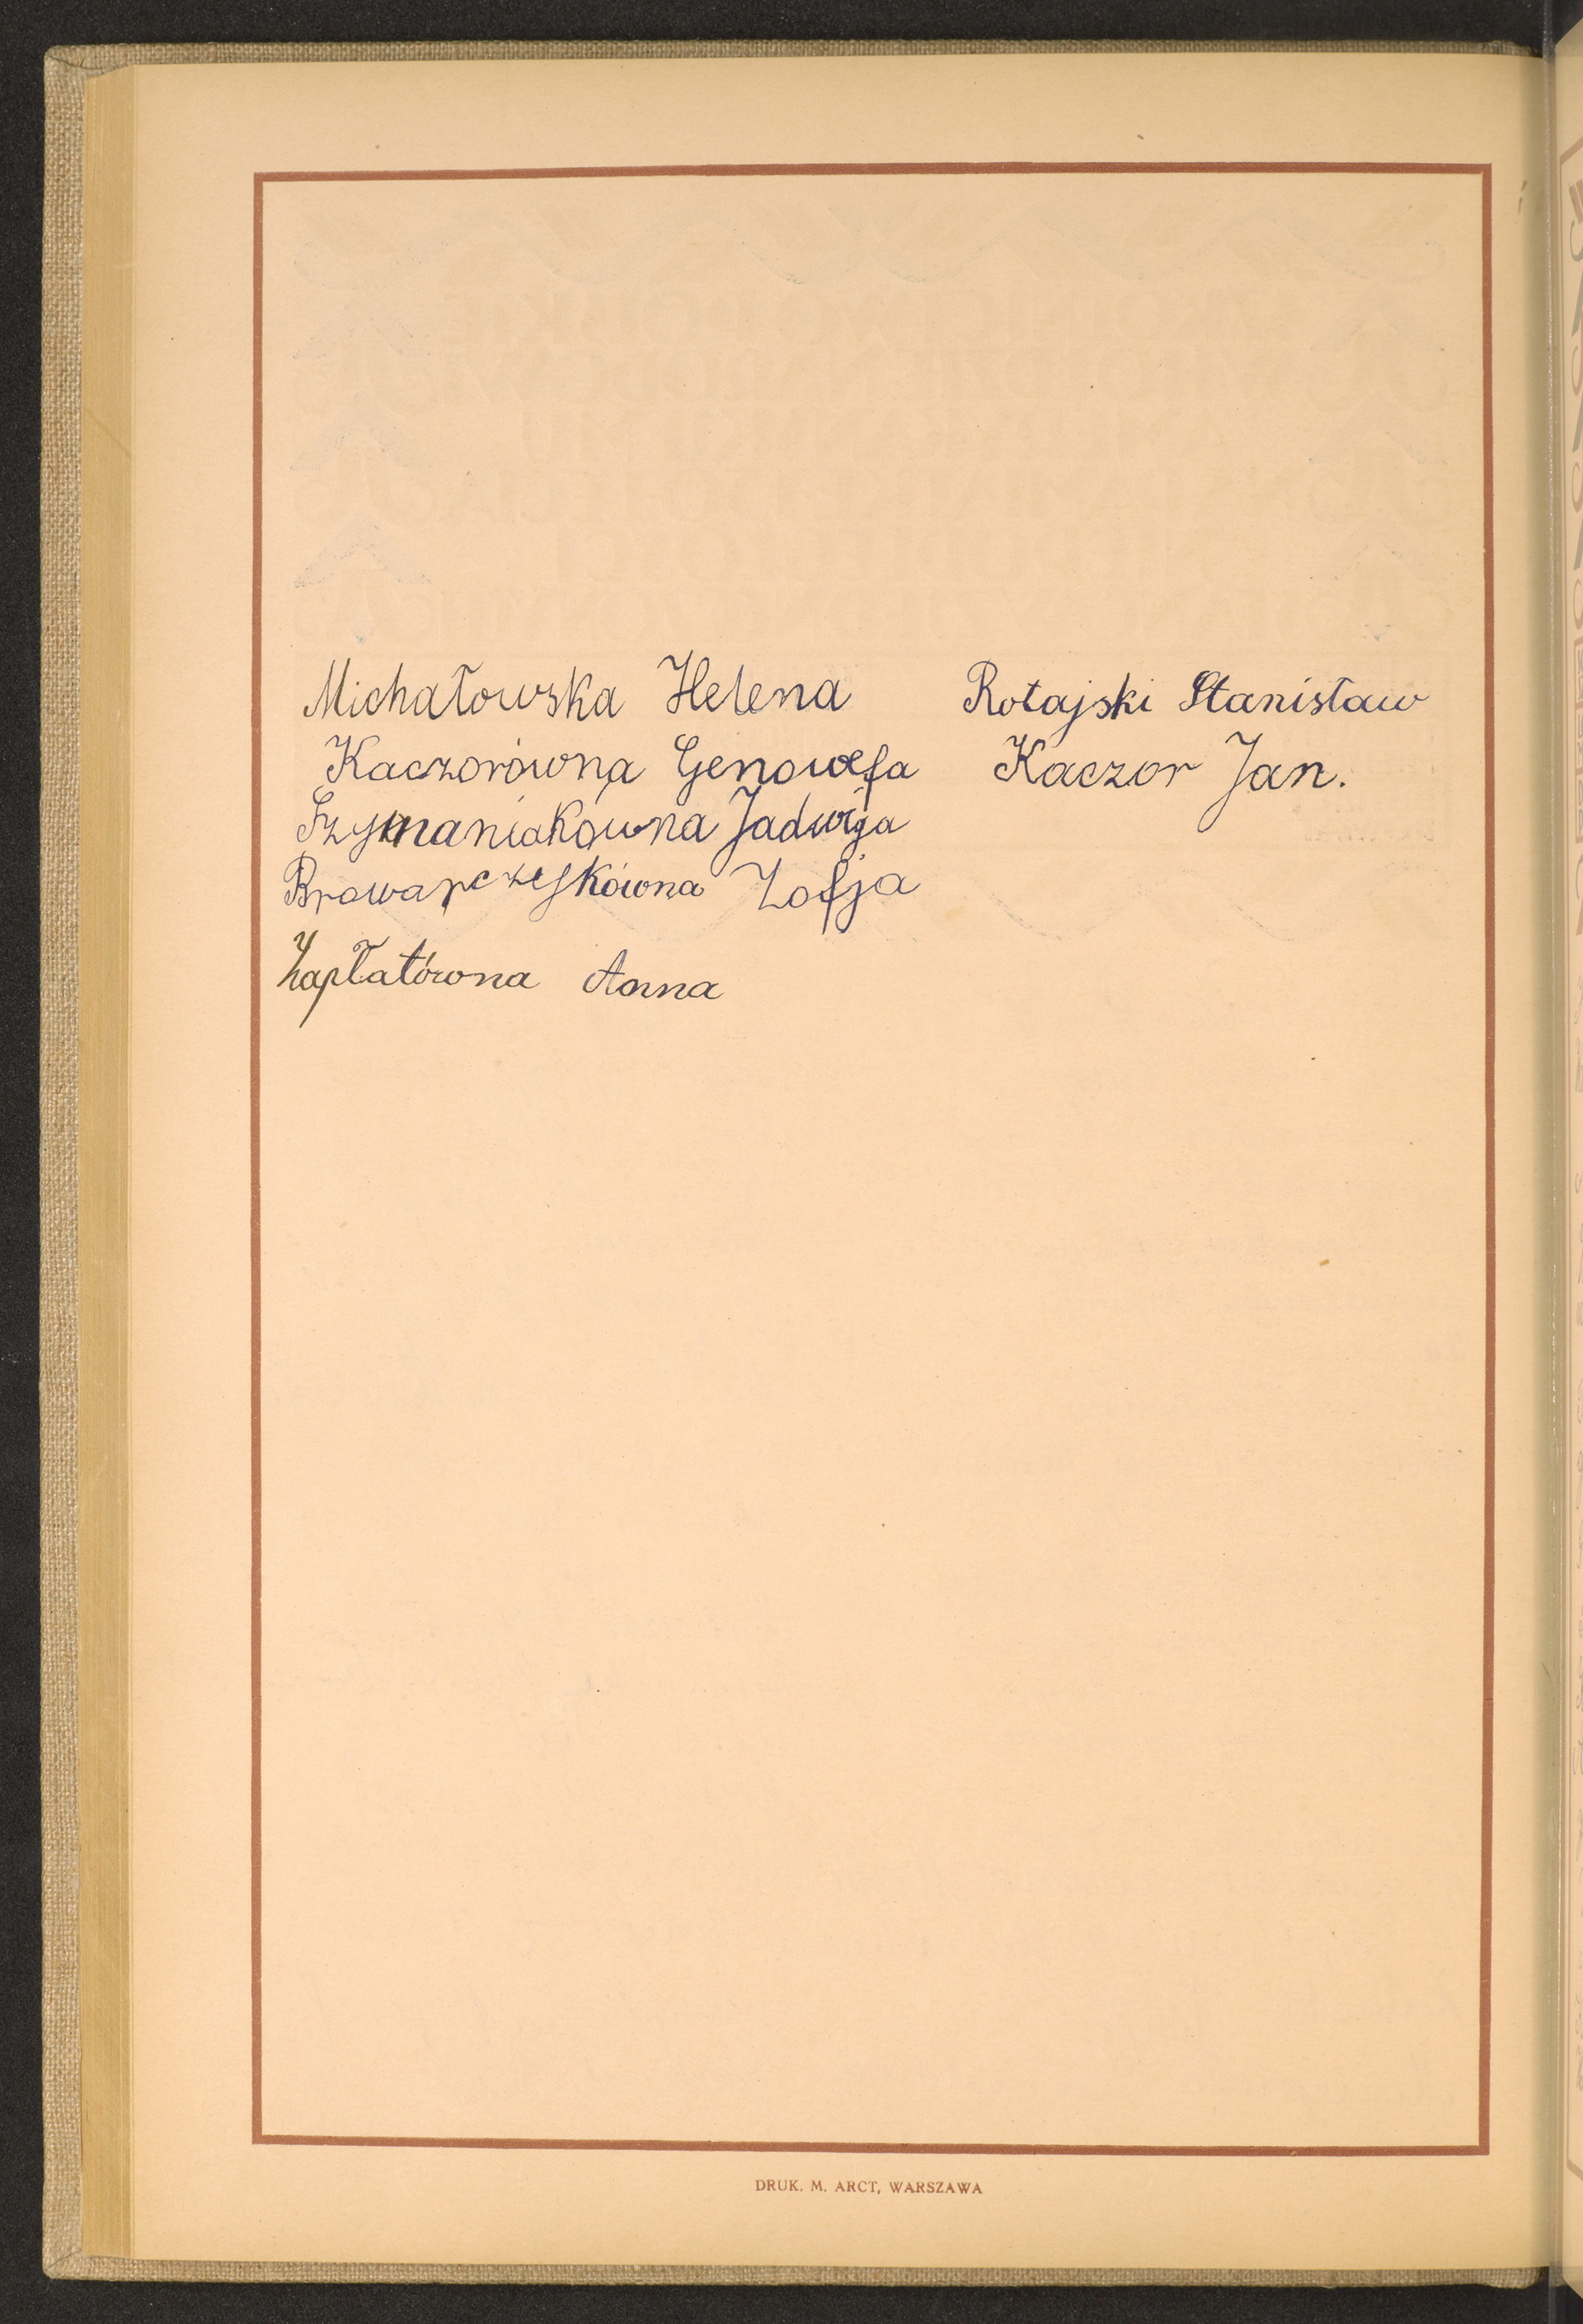 Michałowska Helena
Kaczorówna Genowefa
Szymaniakówna Jadwiga
Zofja
Zapłatówna Anna
Rotajski Stanisław
Kaczor Jan.
DRUK. M. ARCT, WARSZAWA